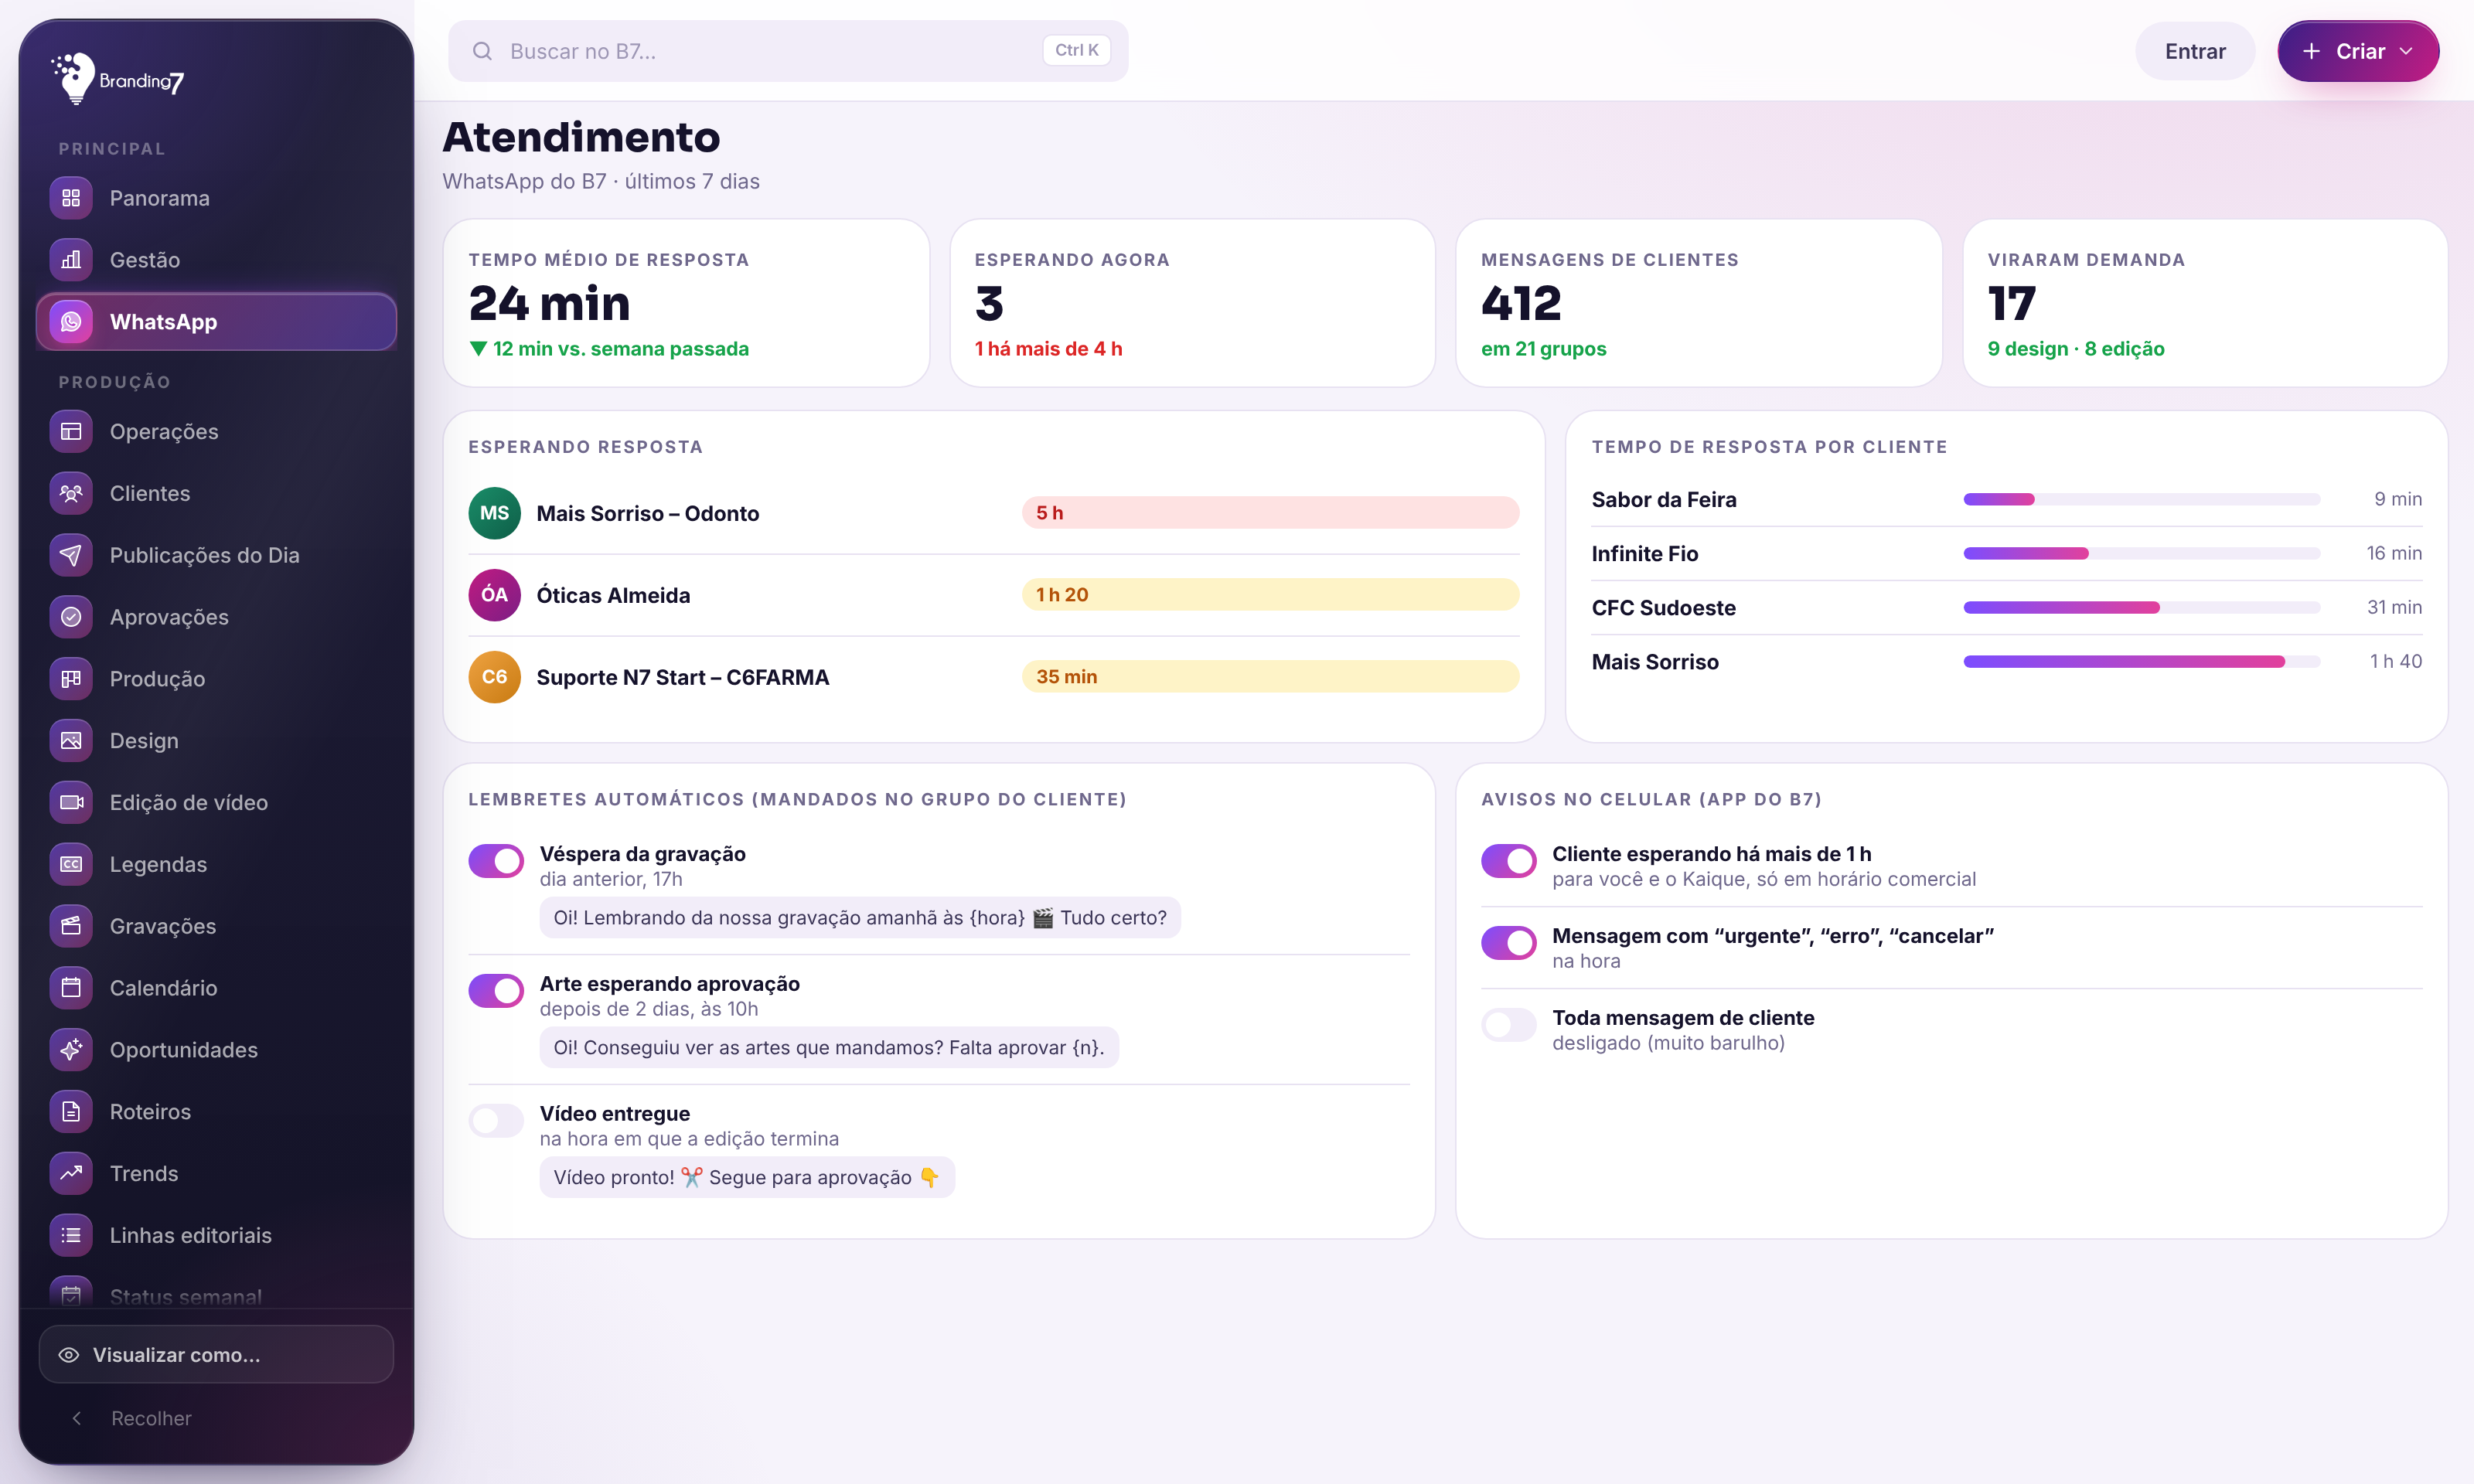 Branding7
PRINCIPAL
Panorama
Gestão
WhatsApp
PRODUÇÃO
Operações
Clientes
Publicações do Dia
Aprovações
Produção
Design
Edição de vídeo
CC
Legendas
Gravações
Calendário
Oportunidades
Roteiros
Trends
Linhas editoriais
Status semanal
Visualizar como...
Recolher
Buscar no B7...
Ctrl K
Entrar
Criar
Atendimento
WhatsApp do B7 · últimos 7 dias
TEMPO MÉDIO DE RESPOSTA
24 min
▼ 12 min vs. semana passada
ESPERANDO AGORA
3
1 há mais de 4 h
MENSAGENS DE CLIENTES
412
em 21 grupos
VIRARAM DEMANDA
17
9 design · 8 edição
ESPERANDO RESPOSTA
MS Mais Sorriso – Odonto 5 h
ÓA Óticas Almeida 1 h 20
C6 Suporte N7 Start – C6FARMA 35 min
TEMPO DE RESPOSTA POR CLIENTE
Sabor da Feira 9 min
Infinite Fio 16 min
CFC Sudoeste 31 min
Mais Sorriso 1 h 40
LEMBRETES AUTOMÁTICOS (MANDADOS NO GRUPO DO CLIENTE)
Véspera da gravação
dia anterior, 17h
Oi! Lembrando da nossa gravação amanhã às {hora} 🎬 Tudo certo?
Arte esperando aprovação
depois de 2 dias, às 10h
Oi! Conseguiu ver as artes que mandamos? Falta aprovar {n}.
Vídeo entregue
na hora em que a edição termina
Vídeo pronto! ✂️ Segue para aprovação 👇
AVISOS NO CELULAR (APP DO B7)
Cliente esperando há mais de 1 h
para você e o Kaique, só em horário comercial
Mensagem com “urgente”, “erro”, “cancelar”
na hora
Toda mensagem de cliente
desligado (muito barulho)